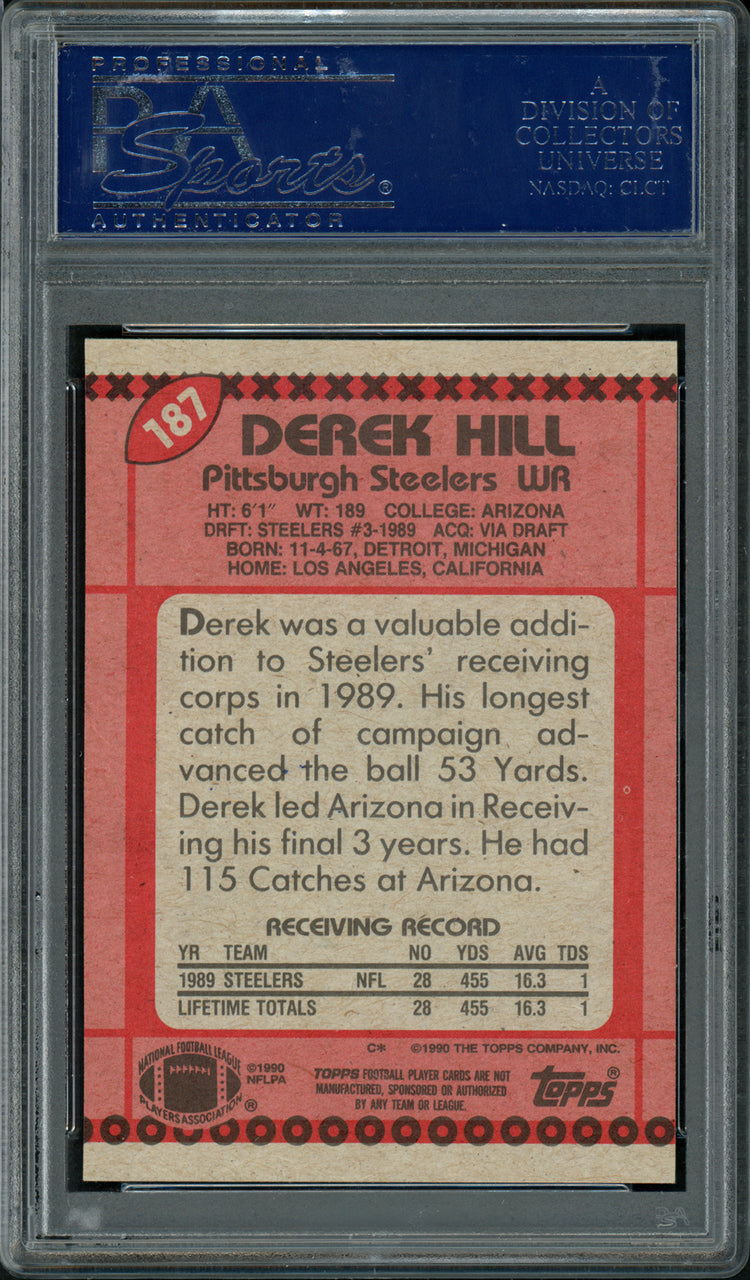 PROFESSIONAL
PSA
Sports®
AUTHENTICATOR
A
DIVISION OF
COLLECTORS
UNIVERSE
NASDAQ: CLCT
187
DEREK HILL
Pittsburgh Steelers WR
HT: 6'1" WT: 189 COLLEGE: ARIZONA
DRFT: STEELERS #3-1989 ACQ: VIA DRAFT
BORN: 11-4-67, DETROIT, MICHIGAN
HOME: LOS ANGELES, CALIFORNIA
Derek was a valuable addi-
tion to Steelers' receiving
corps in 1989. His longest
catch of campaign ad-
vanced the ball 53 Yards.
Derek led Arizona in Receiv-
ing his final 3 years. He had
115 Catches at Arizona.
RECEIVING RECORD
YR TEAM NO YDS AVG TDS
1989 STEELERS NFL 28 455 16.3 1
LIFETIME TOTALS 28 455 16.3 1
C* ©1990 THE TOPPS COMPANY, INC.
NATIONAL FOOTBALL LEAGUE
PLAYERS ASSOCIATION ®
©1990
NFLPA
TOPPS FOOTBALL PLAYER CARDS ARE NOT
MANUFACTURED, SPONSORED OR AUTHORIZED
BY ANY TEAM OR LEAGUE.
topps®
PSA